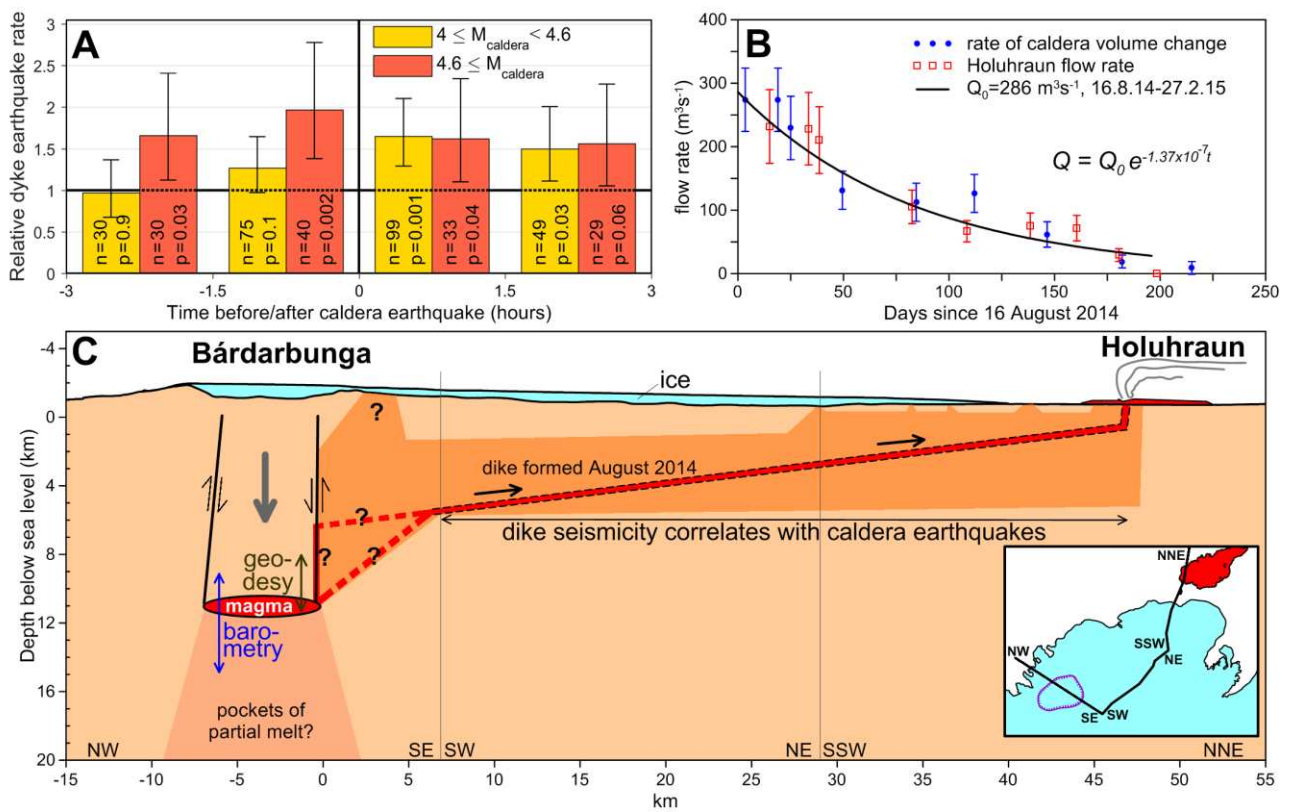 A
4 ≤ M caldera < 4.6
4.6 ≤ M caldera
Relative dyke earthquake rate
3
2.5
2
1.5
1
0.5
0
n=30
p=0.9
n=30
p=0.03
n=75
p=0.1
n=40
p=0.002
n=99
p=0.001
n=33
p=0.04
n=49
p=0.03
n=29
p=0.06
-3 -1.5 0 1.5 3
Time before/after caldera earthquake (hours)
B
rate of caldera volume change
Holuhraun flow rate
Q₀=286 m³s⁻¹, 16.8.14-27.2.15
Q = Q₀ e^-1.37x10^-7t
flow rate (m³s⁻¹)
400
300
200
100
0
0 50 100 150 200 250
Days since 16 August 2014
C
Bárdarbunga
Holuhraun
ice
Depth below sea level (km)
-4
0
4
8
12
16
20
?
dike formed August 2014
?
? ?
dike seismicity correlates with caldera earthquakes
geo-
desy
magma
baro-
metry
pockets of
partial melt?
NW SE SW NE SSW NNE
-15 -10 -5 0 5 10 15 20 25 30 35 40 45 50 55
km
NNE
SSW
NE
NW
SE
SW